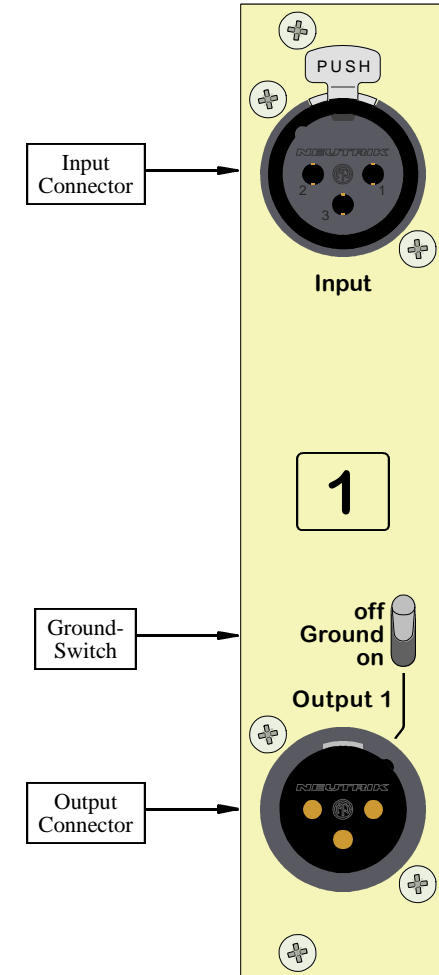 PUSH
Input
Connector
NEUTRIK
2
1
3
Input
1
Ground-
Switch
off
Ground
on
Output 1
Output
Connector
NEUTRIK